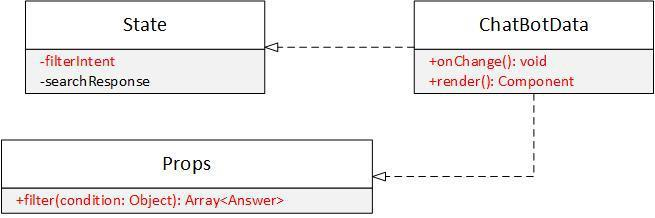 State
-filterIntent
-searchResponse
ChatBotData
+onChange(): void
+render(): Component
Props
+filter(condition: Object): Array<Answer>